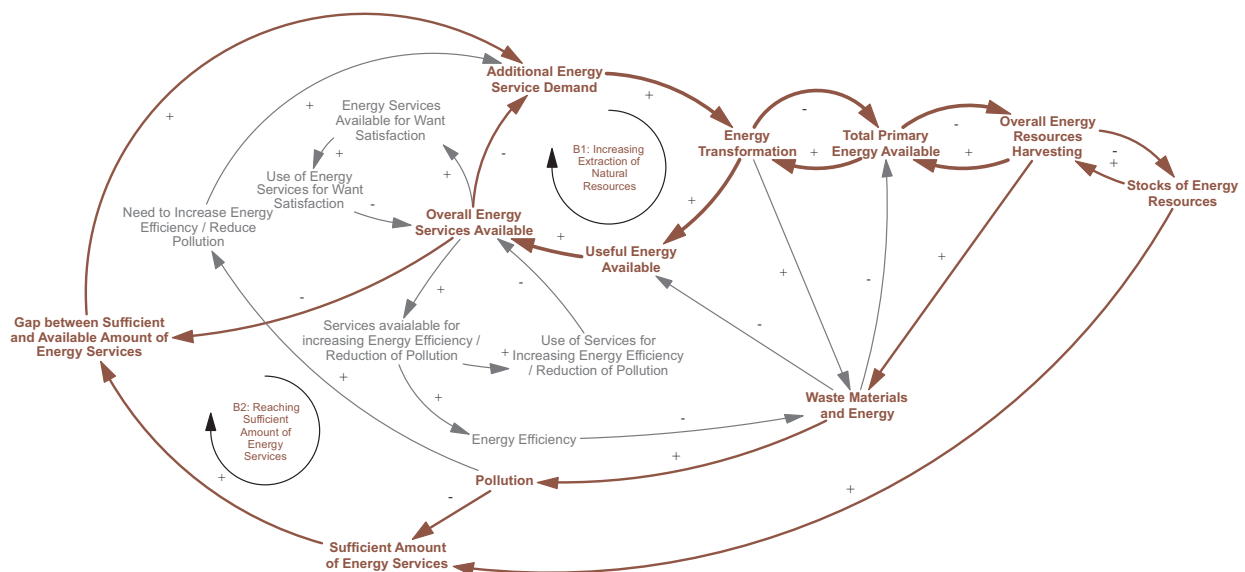 Additional Energy
Service Demand
Energy Services
Available for Want
Satisfaction
Use of Energy
Services for Want
Satisfaction
Need to Increase Energy
Efficiency / Reduce
Pollution
Overall Energy
Services Available
B1: Increasing
Extraction of
Natural
Resources
Energy
Transformation
Total Primary
Energy Available
Overall Energy
Resources
Harvesting
Stocks of Energy
Resources
Useful Energy
Available
Gap between Sufficient
and Available Amount of
Energy Services
Services avaialable for
increasing Energy Efficiency /
Reduction of Pollution
Use of Services for
Increasing Energy Efficiency
/ Reduction of Pollution
B2: Reaching
Sufficient
Amount of
Energy
Services
Energy Efficiency
Waste Materials
and Energy
Pollution
Sufficient Amount
of Energy Services